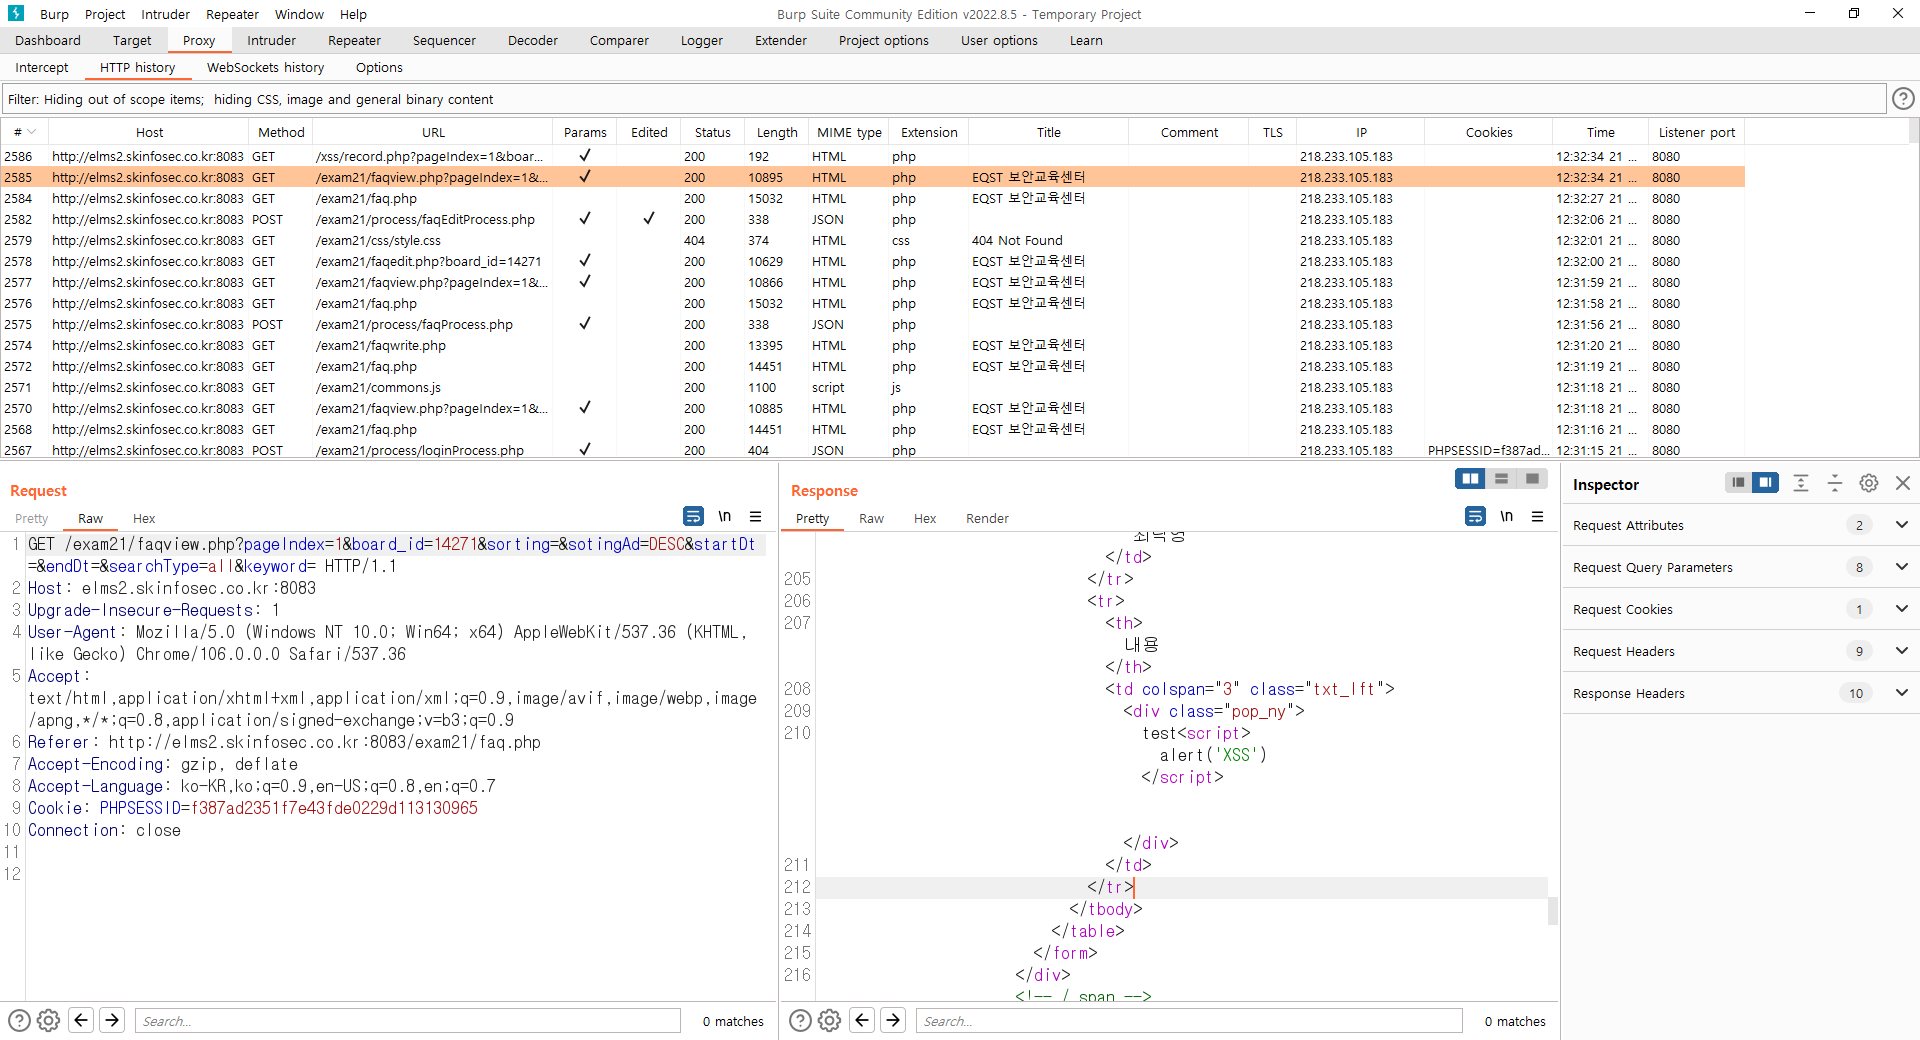 Burp Project Intruder Repeater Window Help
Burp Suite Community Edition v2022.8.5 - Temporary Project
Dashboard Target Proxy Intruder Repeater Sequencer Decoder Comparer Logger Extender Project options User options Learn
Intercept HTTP history WebSockets history Options
Filter: Hiding out of scope items; hiding CSS, image and general binary content
# Host Method URL Params Edited Status Length MIME type Extension Title Comment TLS IP Cookies Time Listener port
2586 http://elms2.skinfosec.co.kr:8083 GET /xss/record.php?pageIndex=1&boar... ✓ 200 192 HTML php 218.233.105.183 12:32:34 21 ... 8080
2585 http://elms2.skinfosec.co.kr:8083 GET /exam21/faqview.php?pageIndex=1&... ✓ 200 10895 HTML php EQST 보안교육센터 218.233.105.183 12:32:34 21 ... 8080
2584 http://elms2.skinfosec.co.kr:8083 GET /exam21/faq.php 200 15032 HTML php EQST 보안교육센터 218.233.105.183 12:32:27 21 ... 8080
2582 http://elms2.skinfosec.co.kr:8083 POST /exam21/process/faqEditProcess.php ✓ ✓ 200 338 JSON php 218.233.105.183 12:32:06 21 ... 8080
2579 http://elms2.skinfosec.co.kr:8083 GET /exam21/css/style.css 404 374 HTML css 404 Not Found 218.233.105.183 12:32:01 21 ... 8080
2578 http://elms2.skinfosec.co.kr:8083 GET /exam21/faqedit.php?board_id=14271 ✓ 200 10629 HTML php EQST 보안교육센터 218.233.105.183 12:32:00 21 ... 8080
2577 http://elms2.skinfosec.co.kr:8083 GET /exam21/faqview.php?pageIndex=1&... ✓ 200 10866 HTML php EQST 보안교육센터 218.233.105.183 12:31:59 21 ... 8080
2576 http://elms2.skinfosec.co.kr:8083 GET /exam21/faq.php 200 15032 HTML php EQST 보안교육센터 218.233.105.183 12:31:58 21 ... 8080
2575 http://elms2.skinfosec.co.kr:8083 POST /exam21/process/faqProcess.php ✓ 200 338 JSON php 218.233.105.183 12:31:56 21 ... 8080
2574 http://elms2.skinfosec.co.kr:8083 GET /exam21/faqwrite.php 200 13395 HTML php EQST 보안교육센터 218.233.105.183 12:31:20 21 ... 8080
2572 http://elms2.skinfosec.co.kr:8083 GET /exam21/faq.php 200 14451 HTML php EQST 보안교육센터 218.233.105.183 12:31:19 21 ... 8080
2571 http://elms2.skinfosec.co.kr:8083 GET /exam21/commons.js 200 1100 script js 218.233.105.183 12:31:18 21 ... 8080
2570 http://elms2.skinfosec.co.kr:8083 GET /exam21/faqview.php?pageIndex=1&... ✓ 200 10885 HTML php EQST 보안교육센터 218.233.105.183 12:31:18 21 ... 8080
2568 http://elms2.skinfosec.co.kr:8083 GET /exam21/faq.php 200 14451 HTML php EQST 보안교육센터 218.233.105.183 12:31:16 21 ... 8080
2567 http://elms2.skinfosec.co.kr:8083 POST /exam21/process/loginProcess.php ✓ 200 404 JSON php 218.233.105.183 PHPSESSID=f387ad... 12:31:15 21 ... 8080
Request
Pretty Raw Hex
\n
1 GET /exam21/faqview.php?pageIndex=1&board_id=14271&sorting=&sotingAd=DESC&startDt
=&endDt=&searchType=all&keyword= HTTP/1.1
2 Host: elms2.skinfosec.co.kr:8083
3 Upgrade-Insecure-Requests: 1
4 User-Agent: Mozilla/5.0 (Windows NT 10.0; Win64; x64) AppleWebKit/537.36 (KHTML,
like Gecko) Chrome/106.0.0.0 Safari/537.36
5 Accept:
text/html,application/xhtml+xml,application/xml;q=0.9,image/avif,image/webp,image
/apng,*/*;q=0.8,application/signed-exchange;v=b3;q=0.9
6 Referer: http://elms2.skinfosec.co.kr:8083/exam21/faq.php
7 Accept-Encoding: gzip, deflate
8 Accept-Language: ko-KR,ko;q=0.9,en-US;q=0.8,en;q=0.7
9 Cookie: PHPSESSID=f387ad2351f7e43fde0229d113130965
10 Connection: close
11
12
Search...
0 matches
Response
Pretty Raw Hex Render
\n
</td>
205 </tr>
206 <tr>
207 <th>
내용
</th>
208 <td colspan="3" class="txt_lft">
209 <div class="pop_ny">
210 test<script>
alert('XSS')
</script>
</div>
211 </td>
212 </tr>
213 </tbody>
214 </table>
215 </form>
216 </div>
<!-- / span -->
Search...
0 matches
Inspector
Request Attributes 2
Request Query Parameters 8
Request Cookies 1
Request Headers 9
Response Headers 10